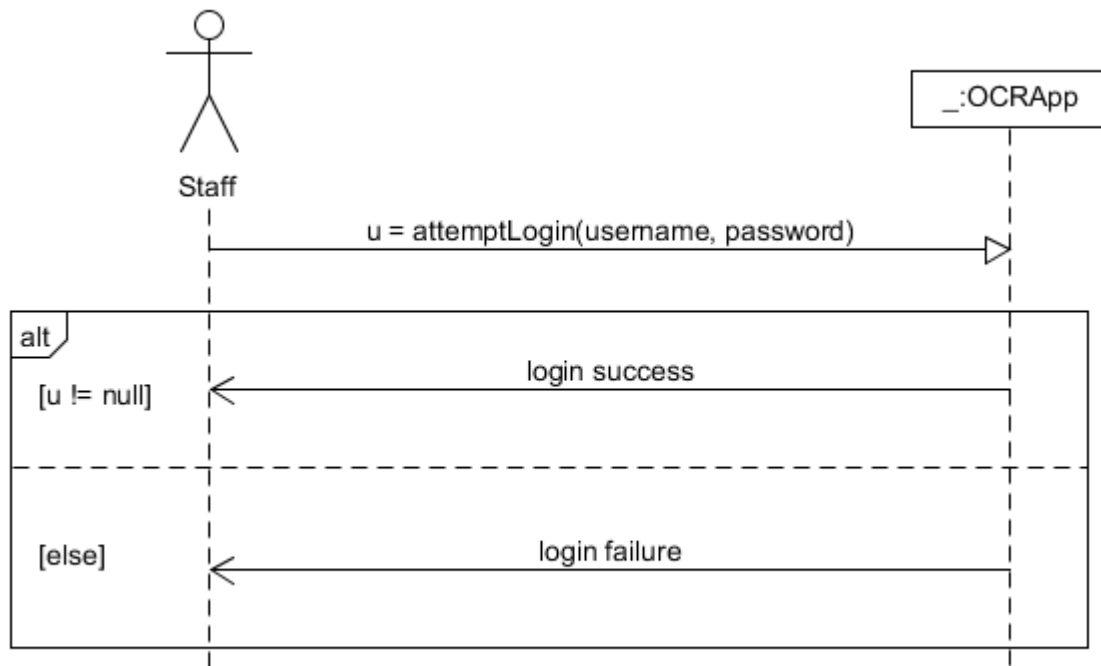 _:OCRApp
Staff
u = attemptLogin(username, password)
alt
login success
[u != null]
login failure
[else]